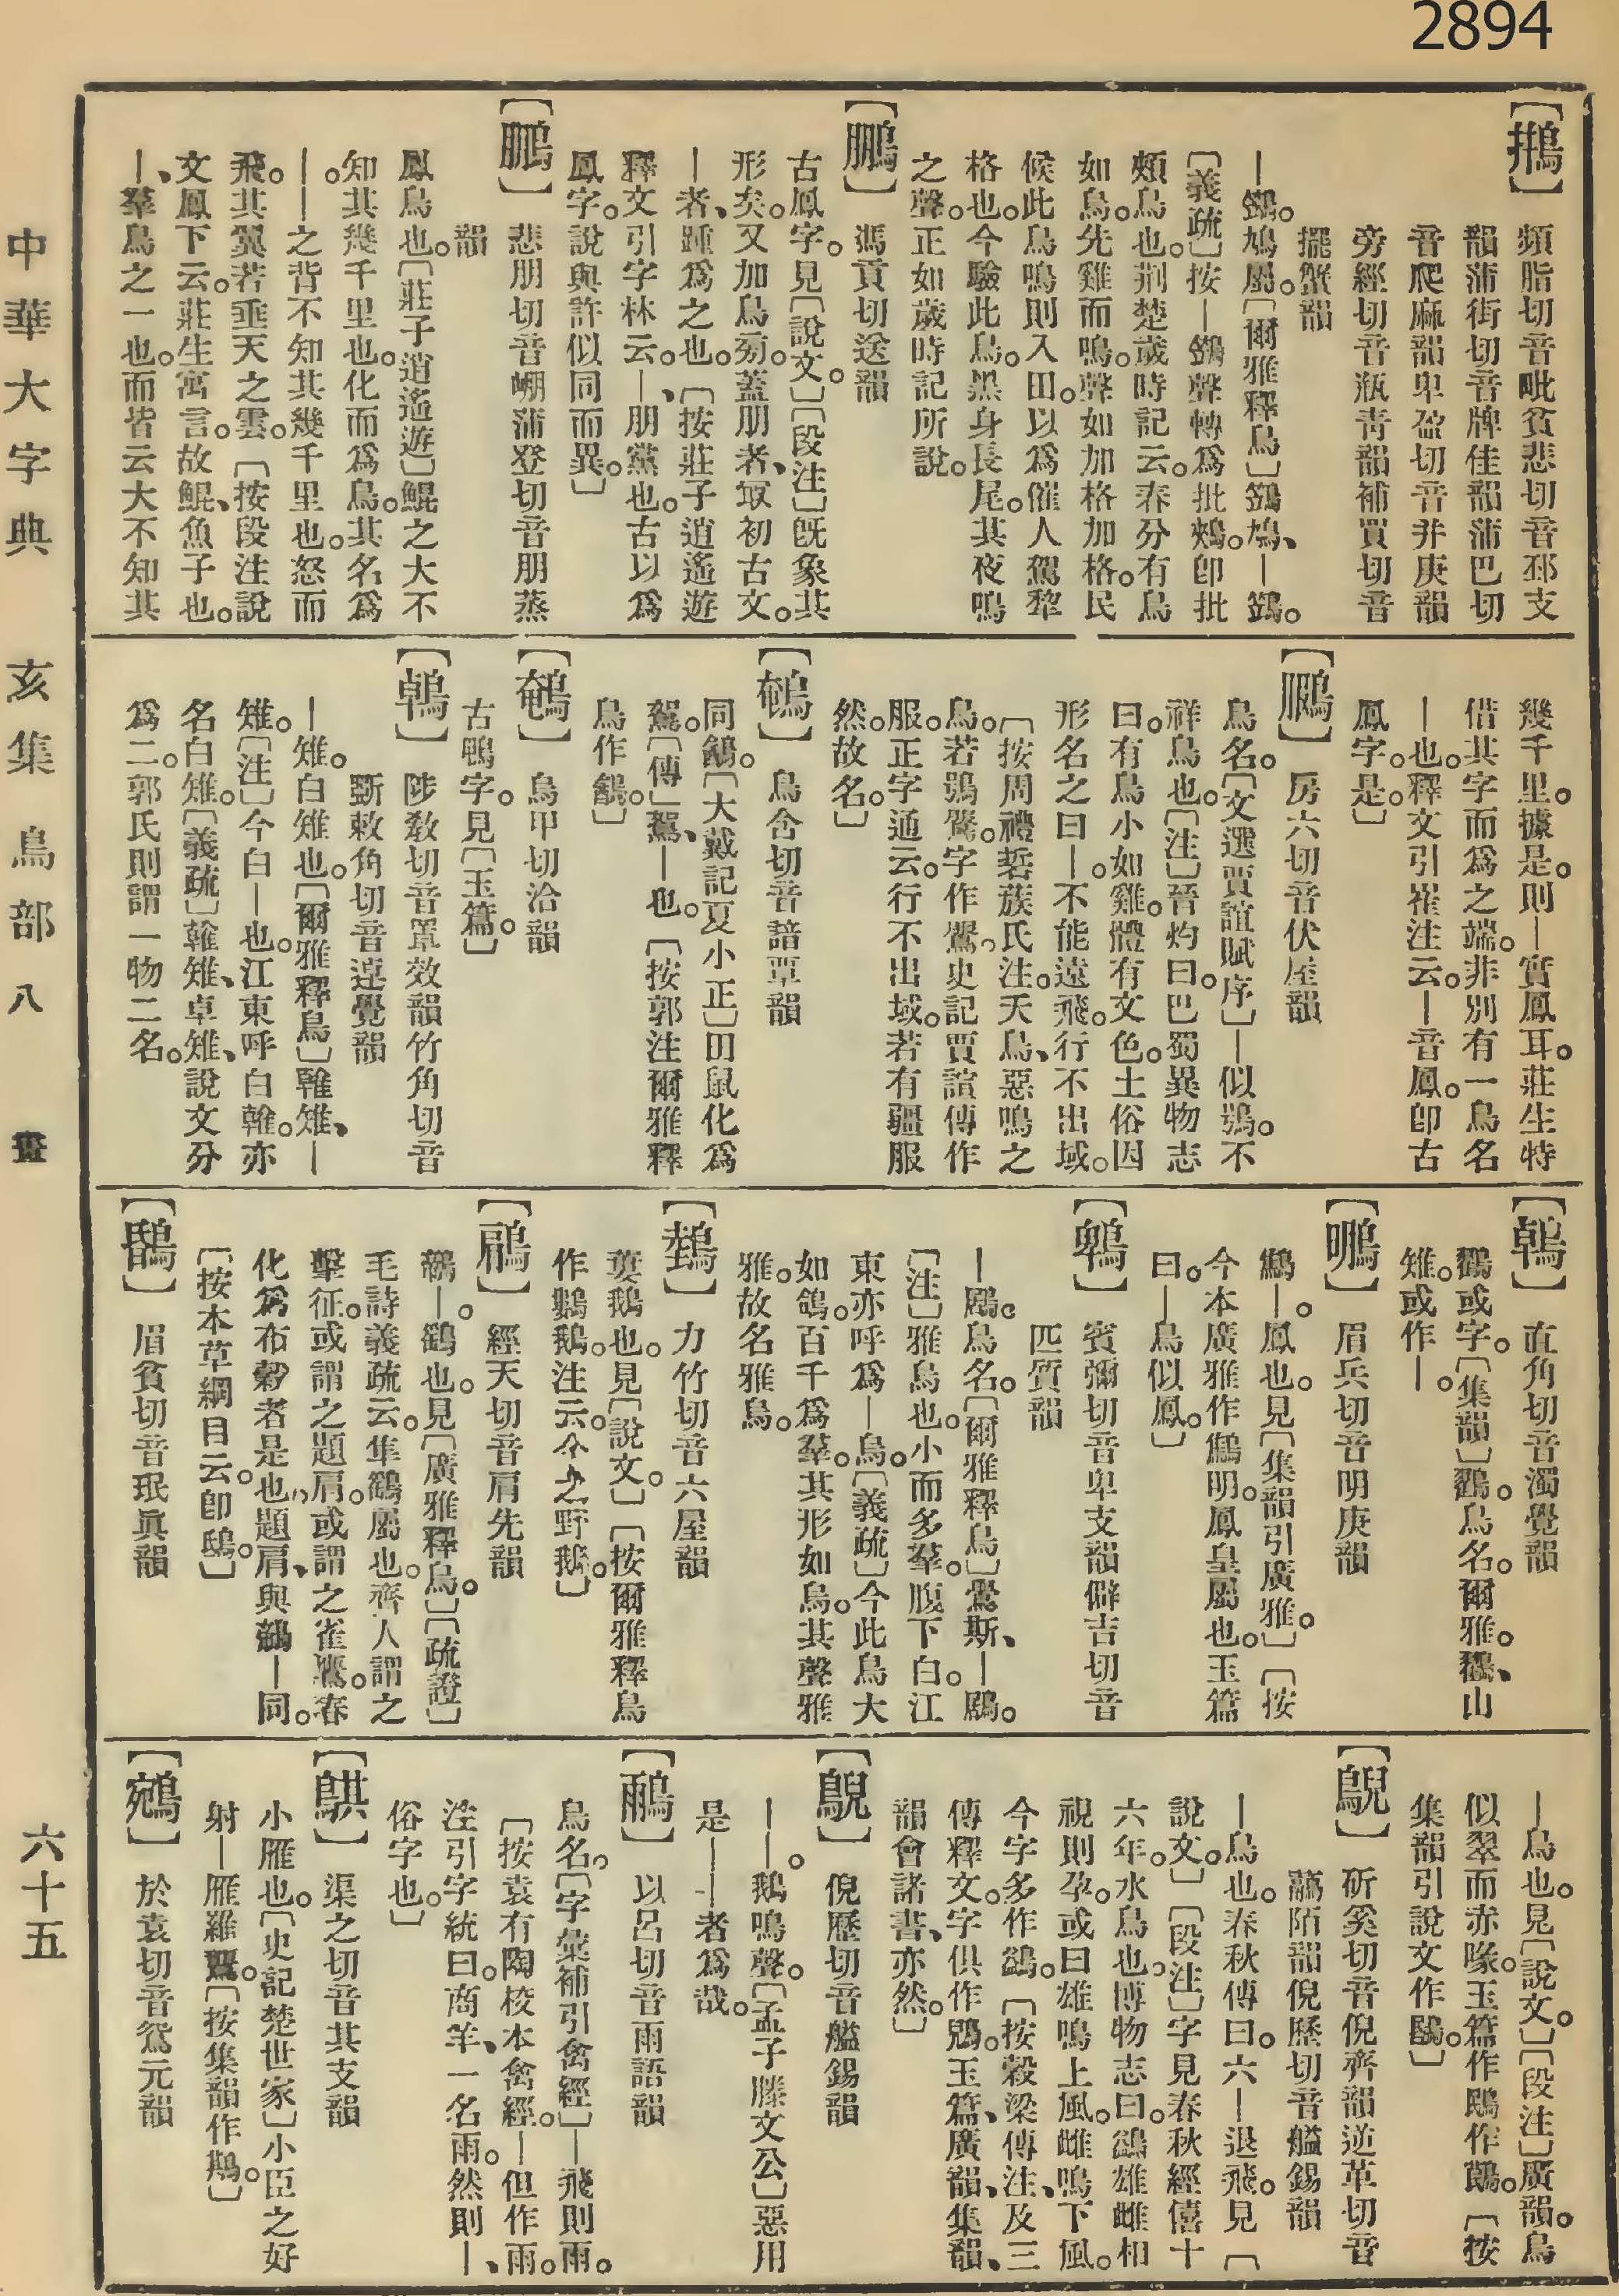 2894
【鵧】
頻脂切音毗貧悲切音邳支
韻蒲街切音牌佳韻蒲巴切
音爬麻韻卑盈切音幷庚韻
旁經切音瓶靑韻補買切音
擺蟹韻
―鷑。鳩屬。〔爾雅釋鳥〕鷑鳩、―鷑。
〔義疏〕按―鷑聲轉爲批鵊。卽批
頰鳥也。荆楚歲時記云。春分有鳥
如烏。先雞而鳴。聲如加格加格。民
候此鳥鳴則入田。以爲催人駕犂
格也。今驗此鳥。黑身長尾。其夜鳴
之聲。正如歲時記所說。
【鵬】
馮貢切送韻
古鳳字。見〔說文。〕〔段注〕旣象其
形矣。又加鳥㫄。蓋朋者、最初古文。
―者、踵爲之也。〔按莊子逍遙遊
釋文引字林云。―、朋黨也。古以爲
鳳字。說與許似同而異。〕
【鵬】
悲朋切音崩蒲登切音朋蒸
韻
鳳鳥也。〔莊子逍遙遊〕鯤之大不
知其幾千里也。化而爲鳥。其名爲
―。―之背不知其幾千里也。怒而
飛。其翼若垂天之雲。〔按段注說
文鳳下云。莊生寓言。故鯤、魚子也。
―、羣鳥之一也。而皆云大不知其
幾千里。據是。則―實鳳耳。莊生特
借其字而爲之端。非別有一鳥名
―也。釋文引崔注云。―音鳳。卽古
鳳字。是。〕
【鵩】
房六切音伏屋韻
鳥名。〔文選賈誼賦序〕―似鴞。不
祥鳥也。〔注〕晉灼曰。巴蜀異物志
曰。有鳥小如雞。體有文色。土俗因
形名之曰―。不能遠飛。行不出域。
〔按周禮硩蔟氏注。夭鳥、惡鳴之
鳥。若鴞鵩。字作鵩。史記賈誼傳作
服。正字通云。行不出域。若有疆服
然。故名。〕
【鵪】
烏含切音諳覃韻
同鷂。〔大戴記夏小正〕田鼠化爲
鴽。〔傳〕鴽、―也。〔按郭注爾雅釋
鳥作䳺。〕
【鵪】
烏甲切洽韻
古鴨字。見〔玉篇。〕
【鵫】
陟敎切音罩效韻竹角切音
斲敕角切音逴覺韻
―雉。白雉也。〔爾雅釋鳥〕雗雉、―
雉。〔注〕今白―也。江東呼白雗。亦
名白雉。〔義疏〕雗雉、卓雉、說文分
爲二。郭氏則謂一物二名。
【鵫】
直角切音濁覺韻
鸐或字。〔集韻〕鸐。鳥名。爾雅。鸐、山
雉。或作―。
【䳟】
眉兵切音明庚韻
鷦―。鳳也。見〔集韻引廣雅。〕〔按
今本廣雅作鷦明。鳳皇屬也。玉篇
曰。―鳥似鳳。〕
【鵯】
賓彌切音卑支韻僻吉切音
匹質韻
―鶋。鳥名。〔爾雅釋鳥〕鸒斯、―鶋。
〔注〕雅烏也。小而多羣。腹下白。江
東亦呼爲―烏。〔義疏〕今此鳥大
如鴿。百千爲羣。其形如烏。其聲雅
雅。故名雅烏。
【鵱】
力竹切音六屋韻
蔞鵝也。見〔說文。〕〔按爾雅釋鳥
作鷜鵝。注云。今之野鵝。〕
【鵳】
經天切音肩先韻
鶙―。鷂也。見〔廣雅釋鳥。〕〔疏證〕
毛詩義疏云。隼、鷂屬也。齊人謂之
擊征。或謂之題肩。或謂之雀鷹。春
化爲布穀者是也。題肩、與鶙―同。
〔按本草綱目云。卽鴟。〕
【鶥】
眉貧切音珉眞韻
―鳥也。見〔說文。〕〔段注〕廣韻。鳥
似翠而赤喙。玉篇作鴖。〔按
集韻引說文作鶥。〕
【鶂】
研奚切音倪齊韻逆革切音
鷊陌韻倪歷切音艗錫韻
―鳥也。春秋傳曰。六―退飛。見〔
說文。〕〔段注〕字見春秋經僖十
六年。水鳥也。博物志曰。鷁雄雌相
視則孕。或曰雄鳴上風。雌鳴下風。
今字多作鷁。〔按穀梁傳注、及三
傳釋文。字俱作鶂。玉篇、廣韻、集韻、
韻會諸書、亦然。〕
【鶃】
倪歷切音艗錫韻
――。鵝鳴聲。〔孟子滕文公〕惡用
是――者爲哉。
【䨞】
以呂切音雨語韻
鳥名。〔字彙補引禽經〕―飛則雨。
〔按袁有陶校本禽經。―但作雨。
注引字統曰。商羊、一名雨。然則―、
俗字也。〕
【鶀】
渠之切音其支韻
小雁也。〔史記楚世家〕小臣之好
射―雁羅鸗。〔按集韻作鵋。〕
【鵷】
於袁切音鴛元韻
中華大字典 亥集 鳥部 八 畫 六十五